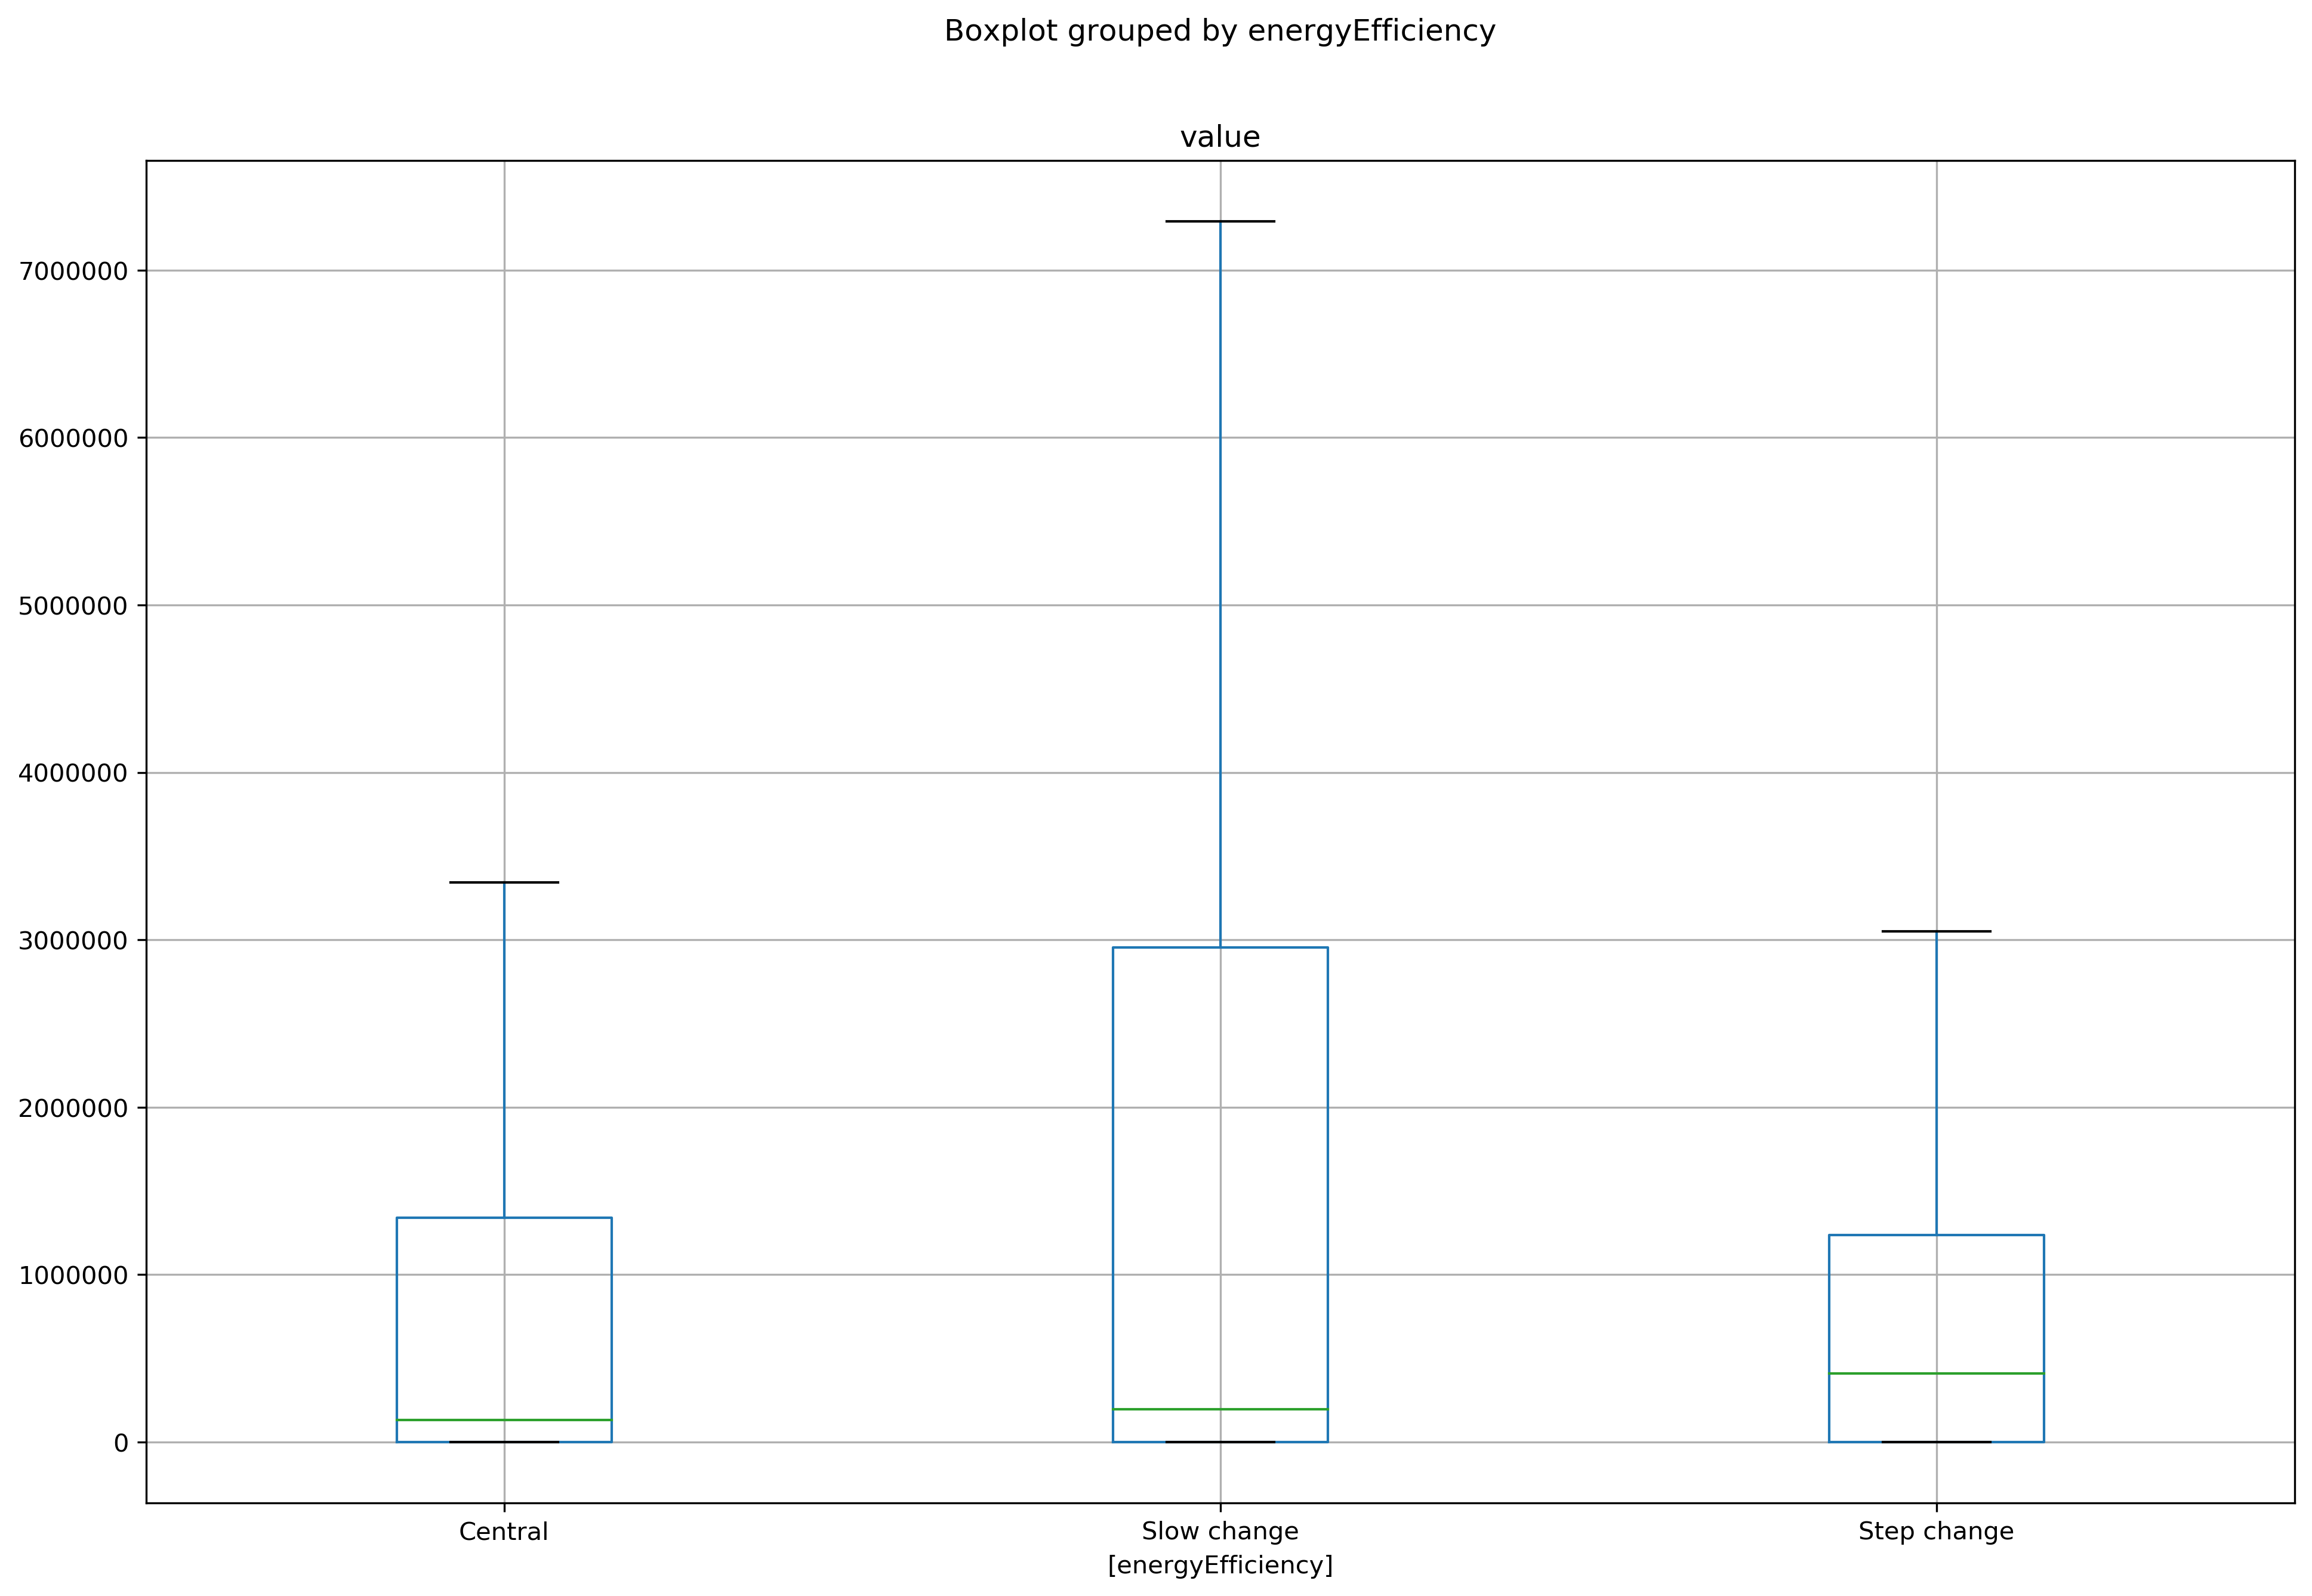 Boxplot grouped by energyEfficiency
value
7000000
6000000
5000000
4000000
3000000
2000000
1000000
0
Central Slow change Step change
[energyEfficiency]